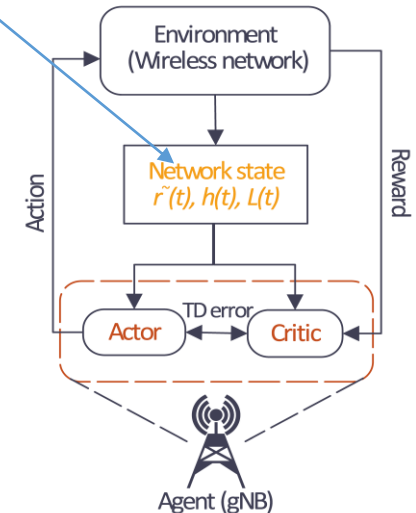 Environment
(Wireless network)
Network state
r˜(t), h(t), L(t)
Action
Reward
TD error
Actor
Critic
Agent (gNB)